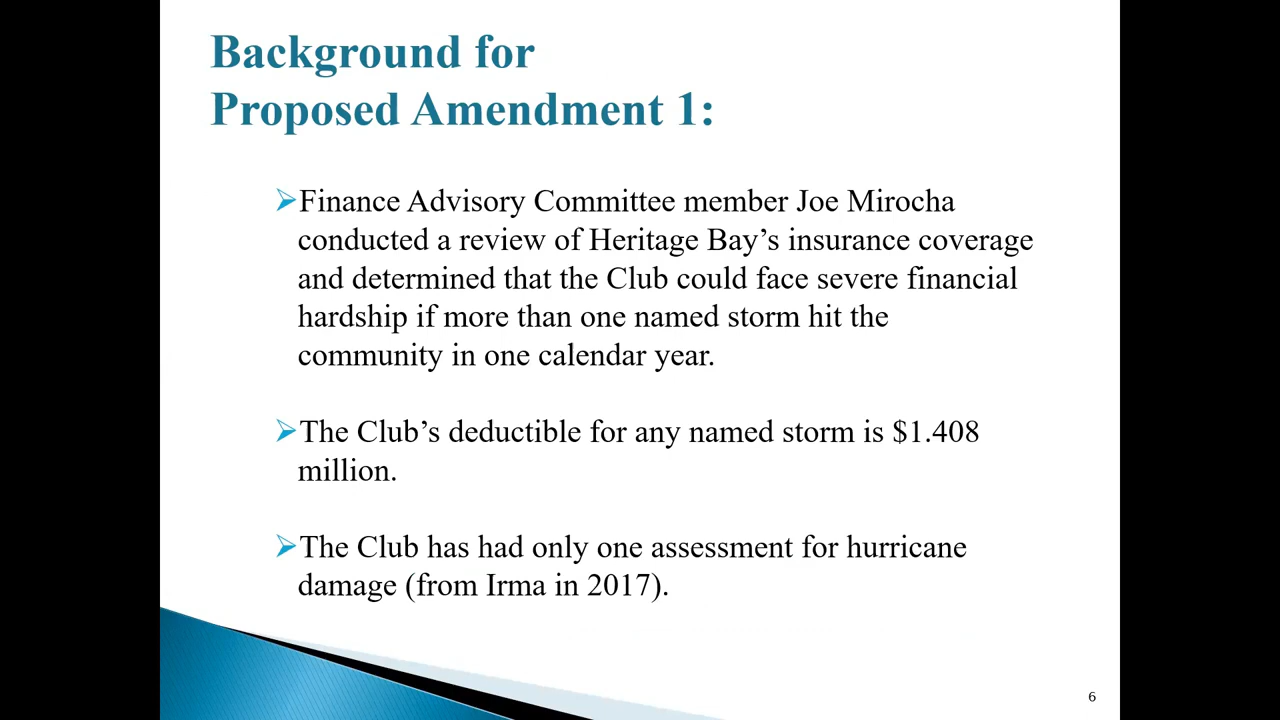 Background for
Proposed Amendment 1:
➢Finance Advisory Committee member Joe Mirocha
conducted a review of Heritage Bay’s insurance coverage
and determined that the Club could face severe financial
hardship if more than one named storm hit the
community in one calendar year.
➢The Club’s deductible for any named storm is $1.408
million.
➢The Club has had only one assessment for hurricane
damage (from Irma in 2017).
6